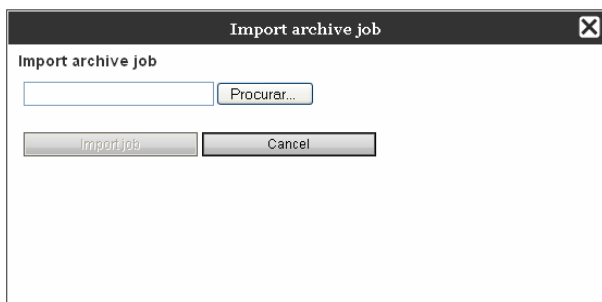 Import archive job
Import archive job
Procurar...
Import job
Cancel